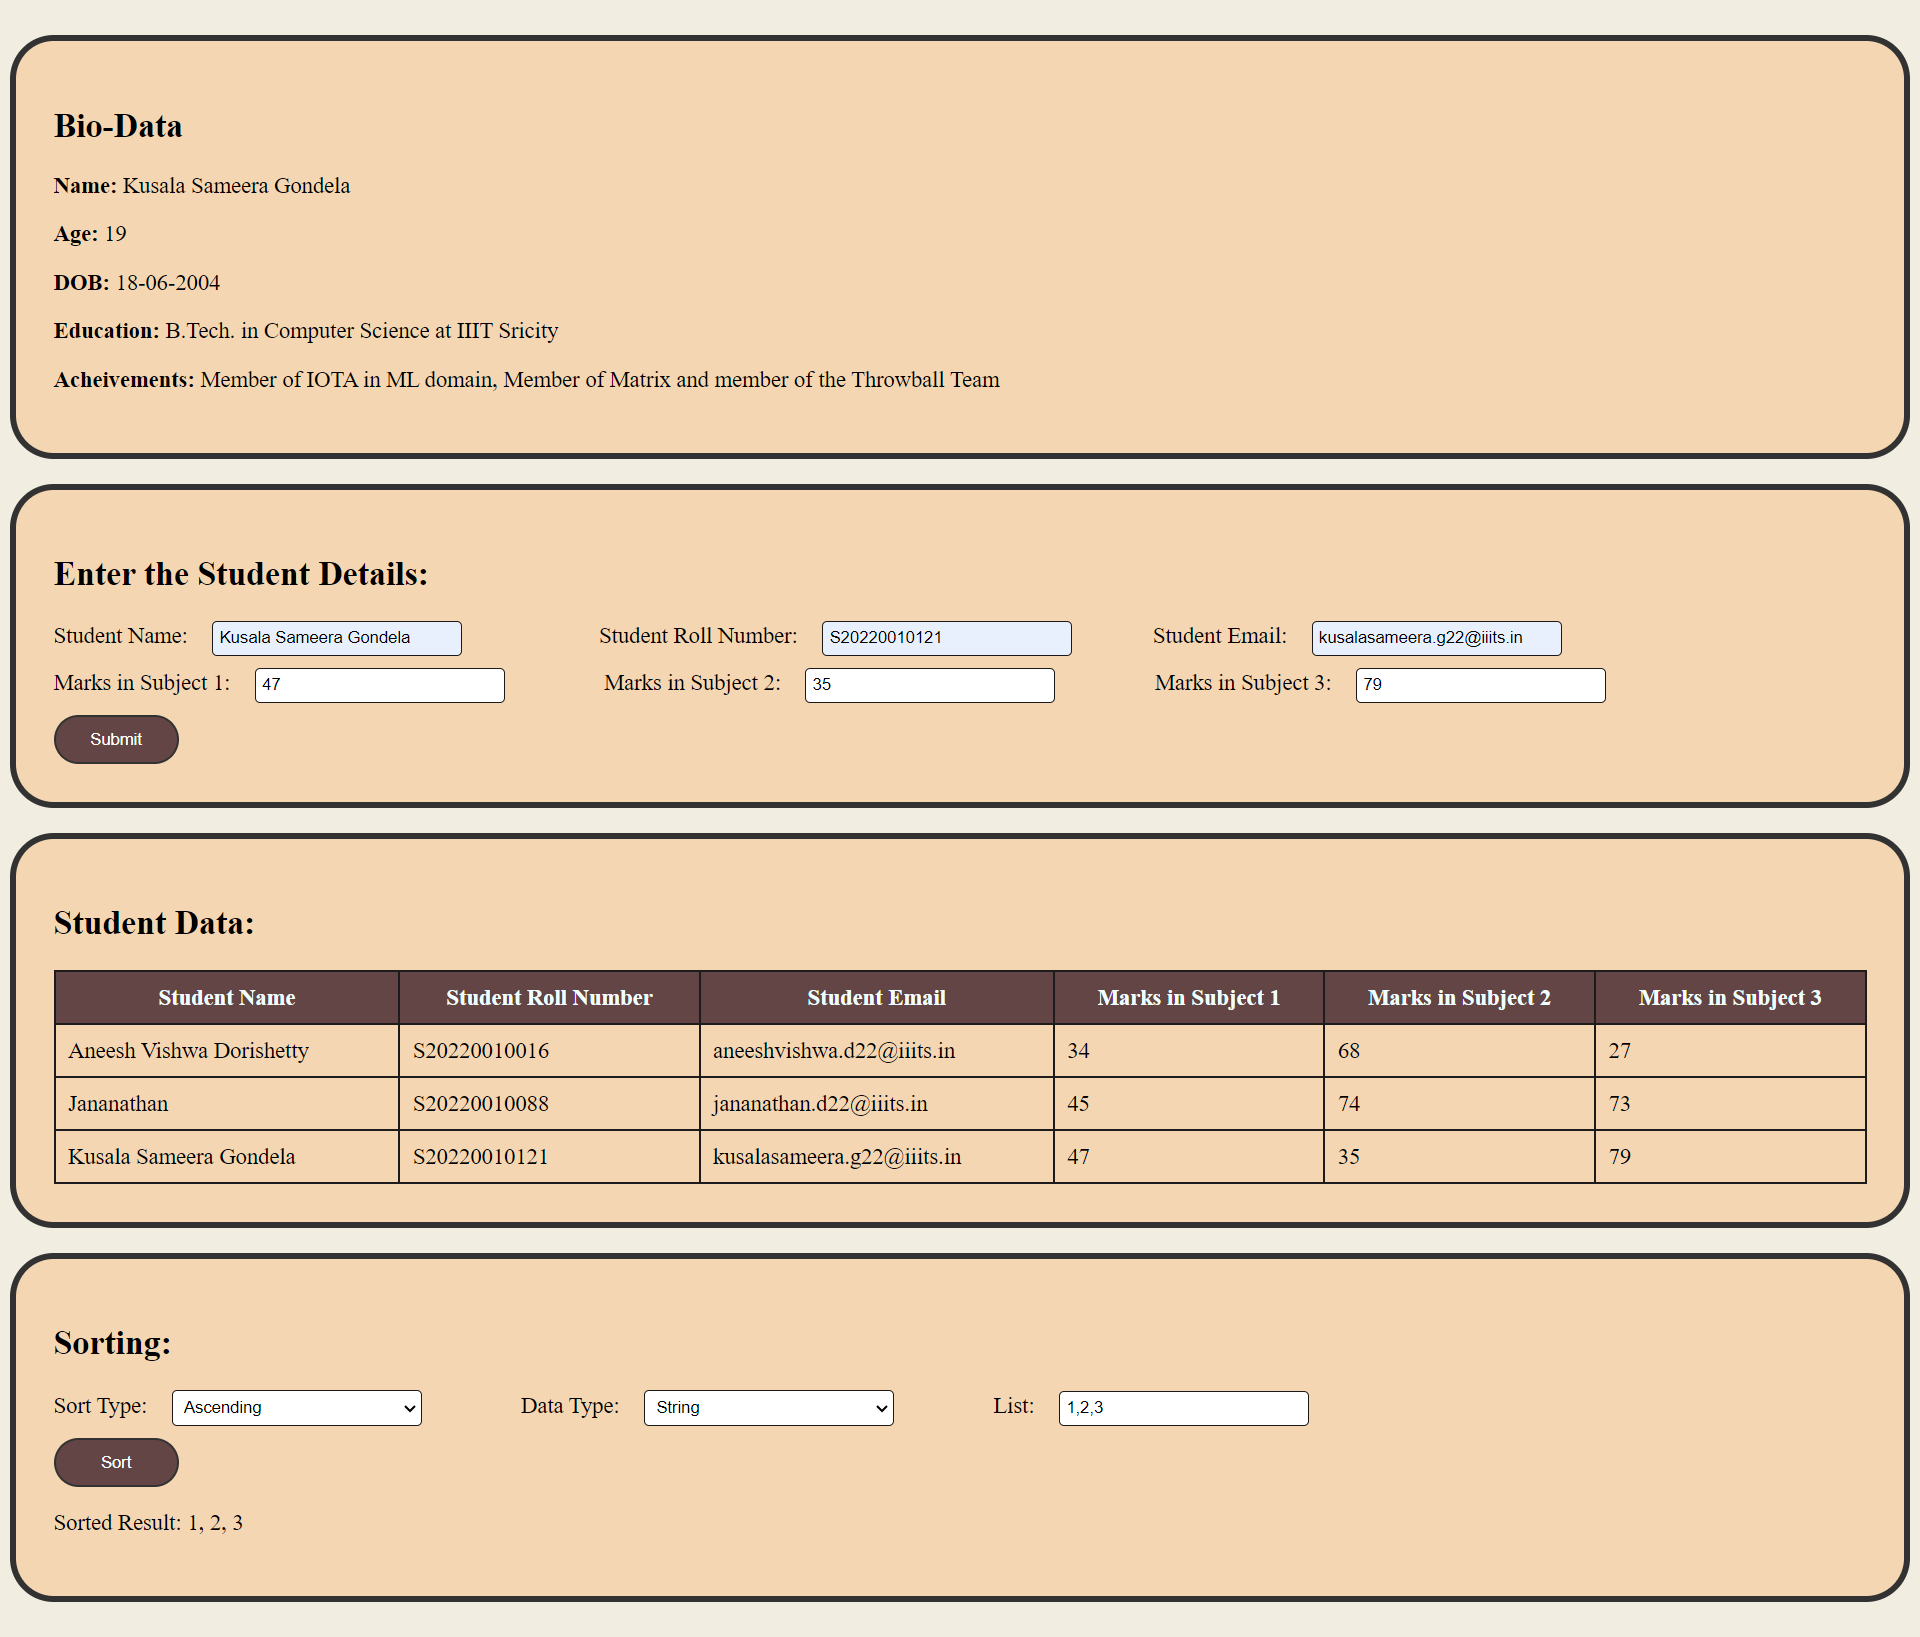 Bio-Data
Name: Kusala Sameera Gondela
Age: 19
DOB: 18-06-2004
Education: B.Tech. in Computer Science at IIIT Sricity
Acheivements: Member of IOTA in ML domain, Member of Matrix and member of the Throwball Team
Enter the Student Details:
Student Name: Kusala Sameera Gondela Student Roll Number: S20220010121 Student Email: kusalasameera.g22@iiits.in
Marks in Subject 1: 47 Marks in Subject 2: 35 Marks in Subject 3: 79
Submit
Student Data:
Student Name Student Roll Number Student Email Marks in Subject 1 Marks in Subject 2 Marks in Subject 3
Aneesh Vishwa Dorishetty S20220010016 aneeshvishwa.d22@iiits.in 34 68 27
Jananathan S20220010088 jananathan.d22@iiits.in 45 74 73
Kusala Sameera Gondela S20220010121 kusalasameera.g22@iiits.in 47 35 79
Sorting:
Sort Type: Ascending Data Type: String List: 1,2,3
Sort
Sorted Result: 1, 2, 3